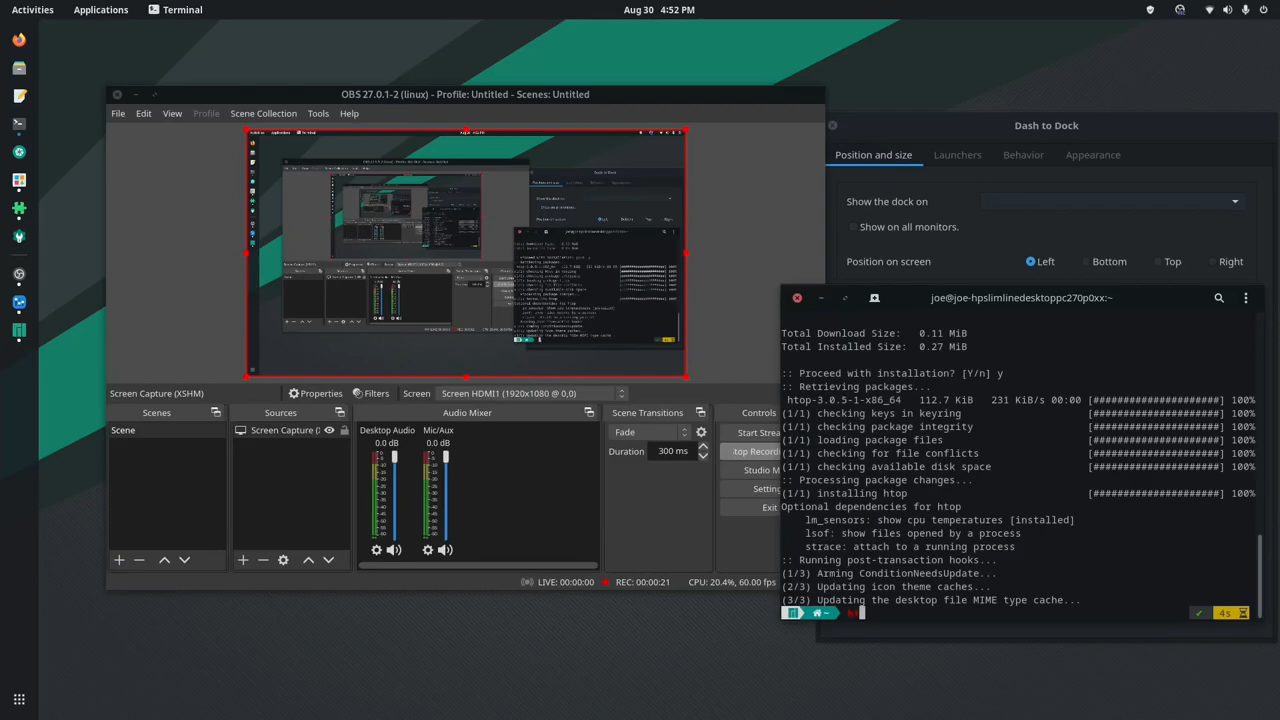 Activities Applications Terminal Aug 30 4:52 PM
OBS 27.0.1-2 (linux) - Profile: Untitled - Scenes: Untitled
File Edit View Profile Scene Collection Tools Help
Screen Capture (XSHM) Properties Filters Screen Screen HDMI1 (1920x1080 @ 0,0)
Scenes Sources Audio Mixer Scene Transitions Controls
Scene
Screen Capture (
Desktop Audio Mic/Aux
0.0 dB 0.0 dB
Fade
Duration 300 ms
Start Strea
top Record
Studio M
Setting
Exit
LIVE: 00:00:00 REC: 00:00:21 CPU: 20.4%, 60.00 fps
Dash to Dock
Position and size Launchers Behavior Appearance
Show the dock on
Show on all monitors.
Position on screen Left Bottom Top Right
joe@joe-hpslimlinedesktoppc270p0xx:~
Total Download Size: 0.11 MiB
Total Installed Size: 0.27 MiB
:: Proceed with installation? [Y/n] y
:: Retrieving packages...
htop-3.0.5-1-x86_64 112.7 KiB 231 KiB/s 00:00 [######################] 100%
(1/1) checking keys in keyring [######################] 100%
(1/1) checking package integrity [######################] 100%
(1/1) loading package files [######################] 100%
(1/1) checking for file conflicts [######################] 100%
(1/1) checking available disk space [######################] 100%
:: Processing package changes...
(1/1) installing htop [######################] 100%
Optional dependencies for htop
lm_sensors: show cpu temperatures [installed]
lsof: show files opened by a process
strace: attach to a running process
:: Running post-transaction hooks...
(1/3) Arming ConditionNeedsUpdate...
(2/3) Updating icon theme caches...
(3/3) Updating the desktop file MIME type cache...
~ ✓ 4s